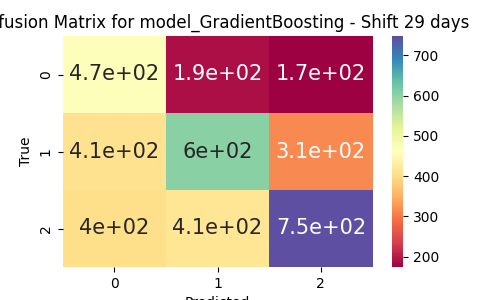 fusion Matrix for model_GradientBoosting - Shift 29 days
0 4.7e+02 1.9e+02 1.7e+02
1 4.1e+02 6e+02 3.1e+02
2 4e+02 4.1e+02 7.5e+02
True
0 1 2
Predicted
700
600
500
400
300
200